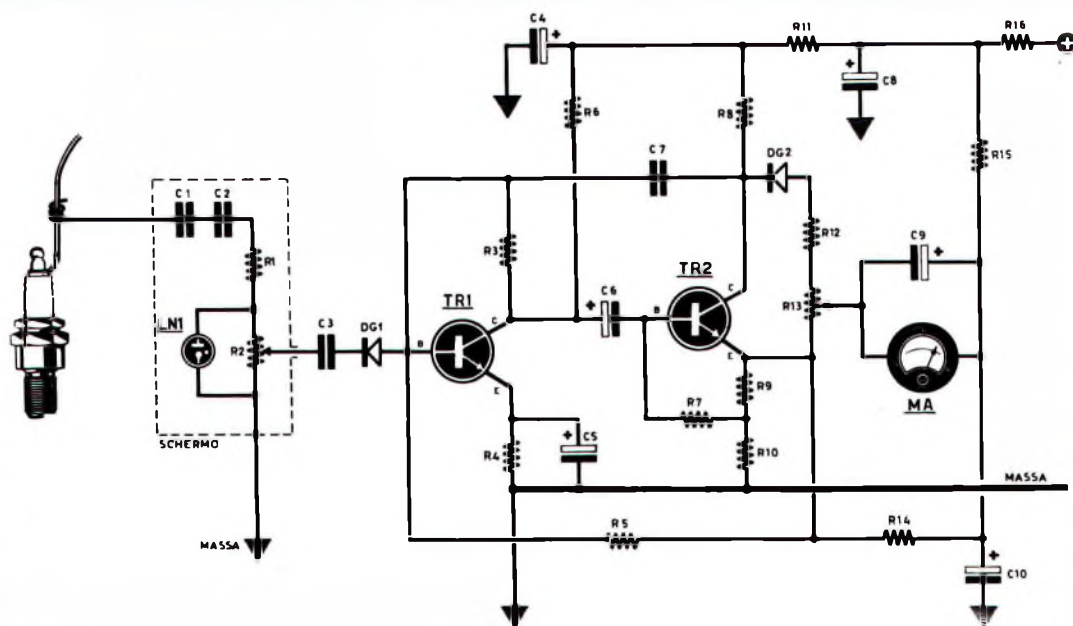 C4
+
R11
R16
+
+
C8
R6
R8
R15
C7
DG2
C1
C2
R12
C9
+
R1
R3
TR2
C6
+
C
R13
TR1
LN1
C3
DG1
C
B
R2
B
E
MA
R9
E
R7
SCHERMO
R4
+
C5
R10
MASSA
MASSA
R5
R14
+
C10